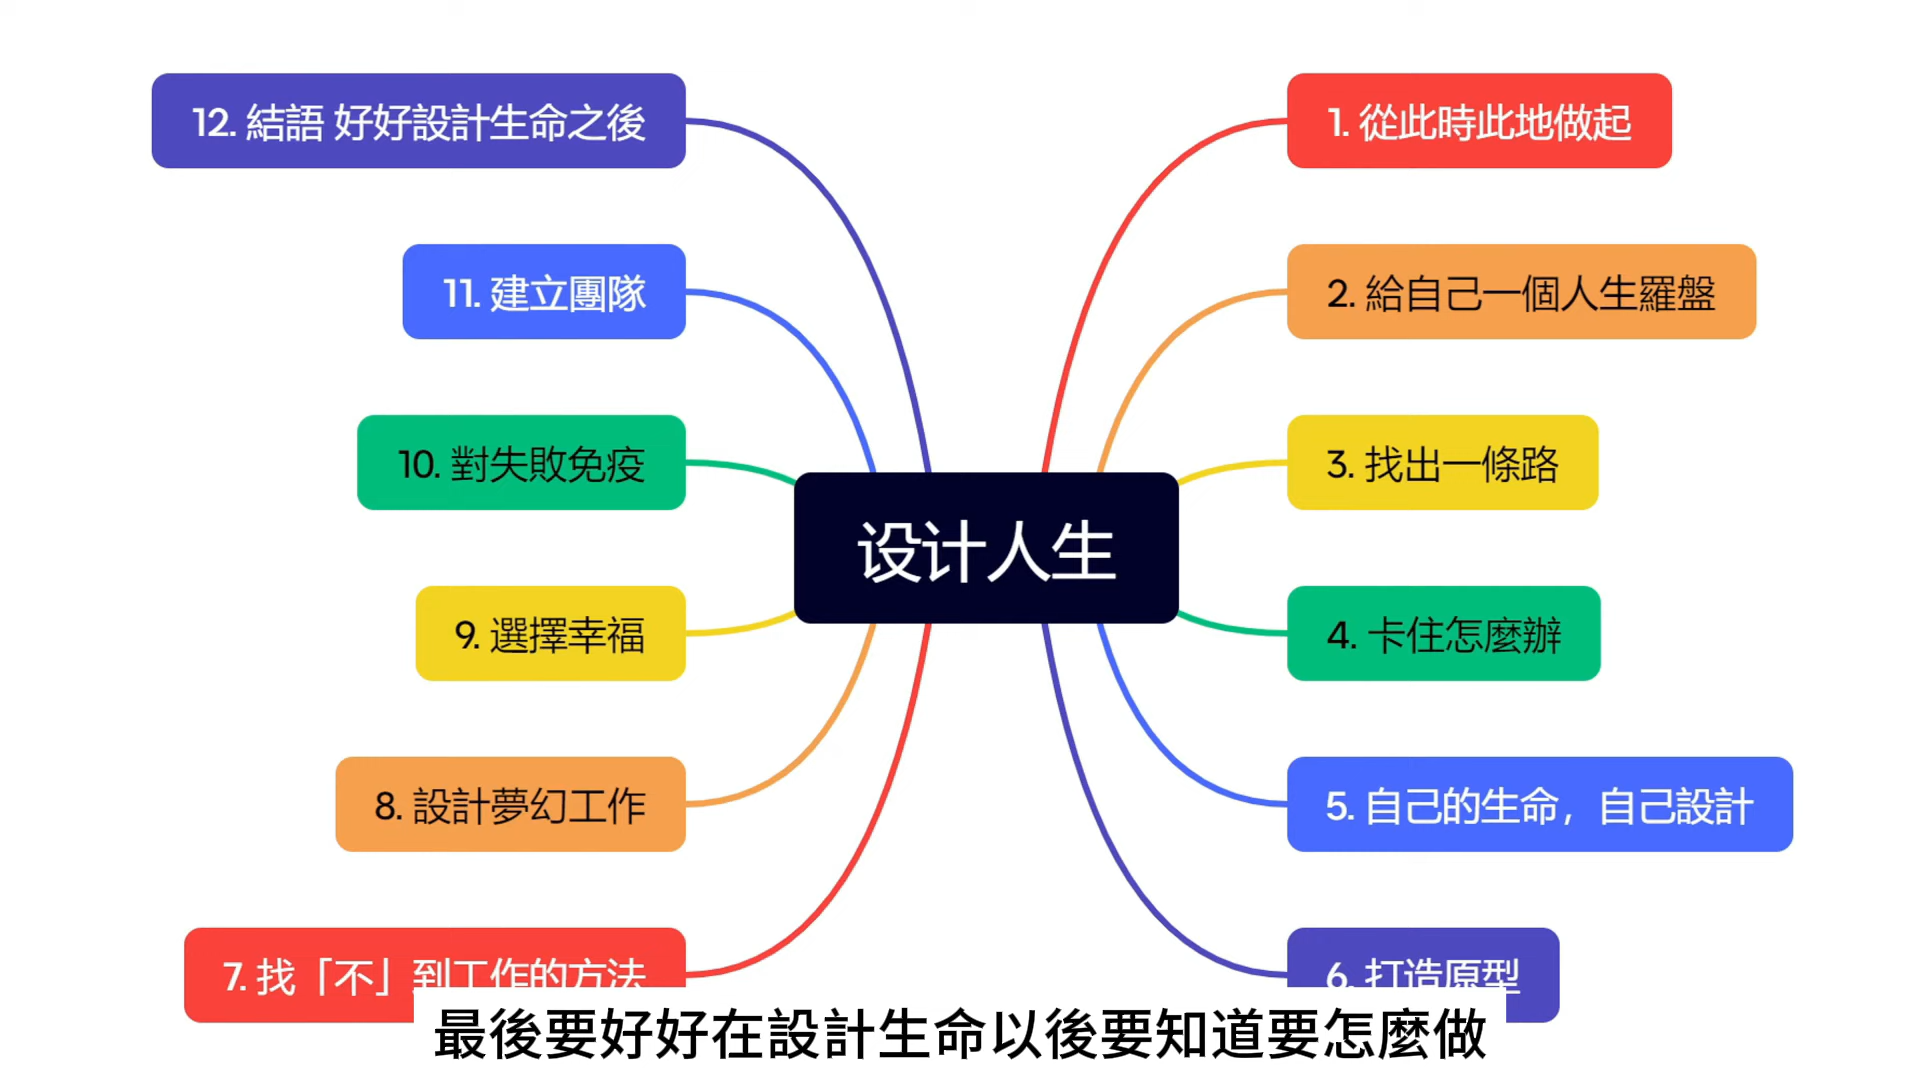 设计人生
1. 從此時此地做起
2. 給自己一個人生羅盤
3. 找出一條路
4. 卡住怎麼辦
5. 自己的生命，自己設計
6. 打造原型
7. 找「不」到工作的方法
8. 設計夢幻工作
9. 選擇幸福
10. 對失敗免疫
11. 建立團隊
12. 結語 好好設計生命之後
最後要好好在設計生命以後要知道要怎麼做